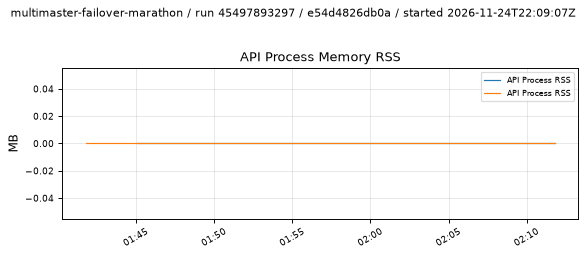 multimaster-failover-marathon / run 45497893297 / e54d4826db0a / started 2026-11-24T22:09:07Z
API Process Memory RSS
API Process RSS
API Process RSS
MB
0.04
0.02
0.00
−0.02
−0.04
01:45
01:50
01:55
02:00
02:05
02:10